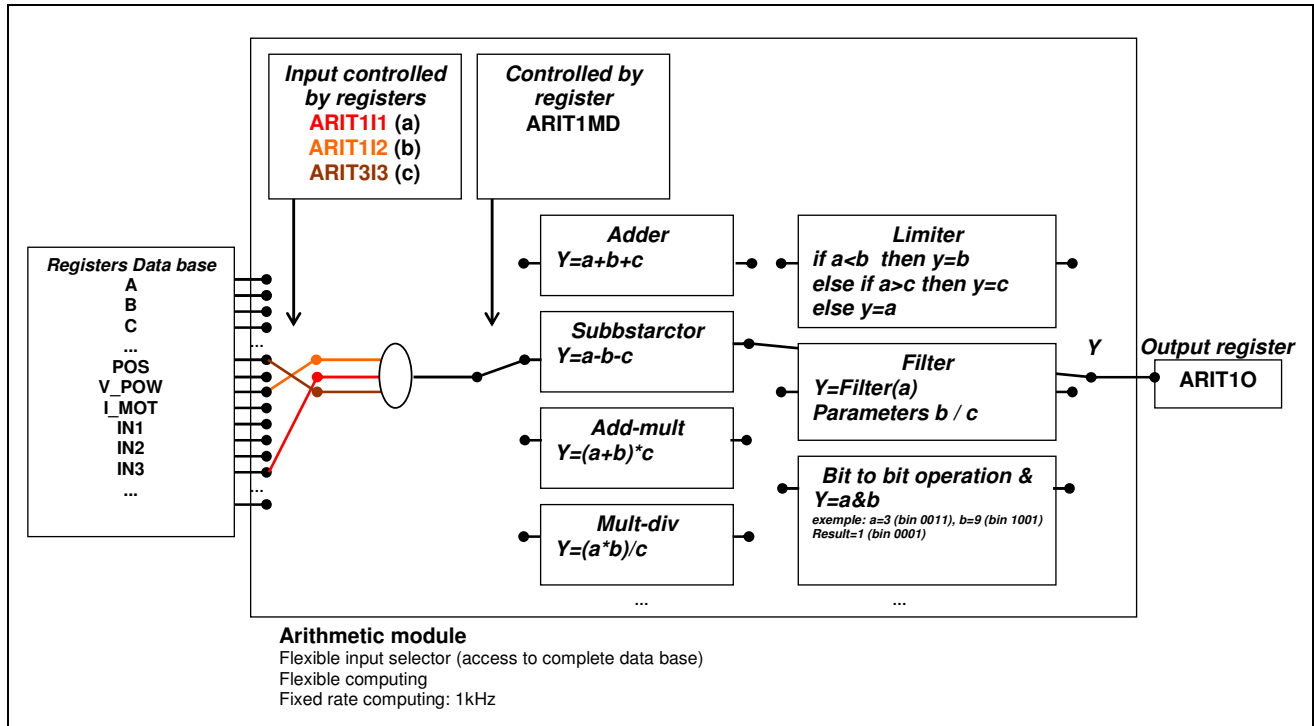 Input controlled
by registers
ARIT1I1 (a)
ARIT1I2 (b)
ARIT3I3 (c)
Controlled by
register
ARIT1MD
Registers Data base
A
B
C
...
POS
V_POW
I_MOT
IN1
IN2
IN3
...
...
...
Adder
Y=a+b+c
Subbstarctor
Y=a-b-c
Add-mult
Y=(a+b)*c
Mult-div
Y=(a*b)/c
...
Limiter
if a<b then y=b
else if a>c then y=c
else y=a
Filter
Y=Filter(a)
Parameters b / c
Bit to bit operation &
Y=a&b
exemple: a=3 (bin 0011), b=9 (bin 1001)
Result=1 (bin 0001)
...
Y
Output register
ARIT1O
Arithmetic module
Flexible input selector (access to complete data base)
Flexible computing
Fixed rate computing: 1kHz